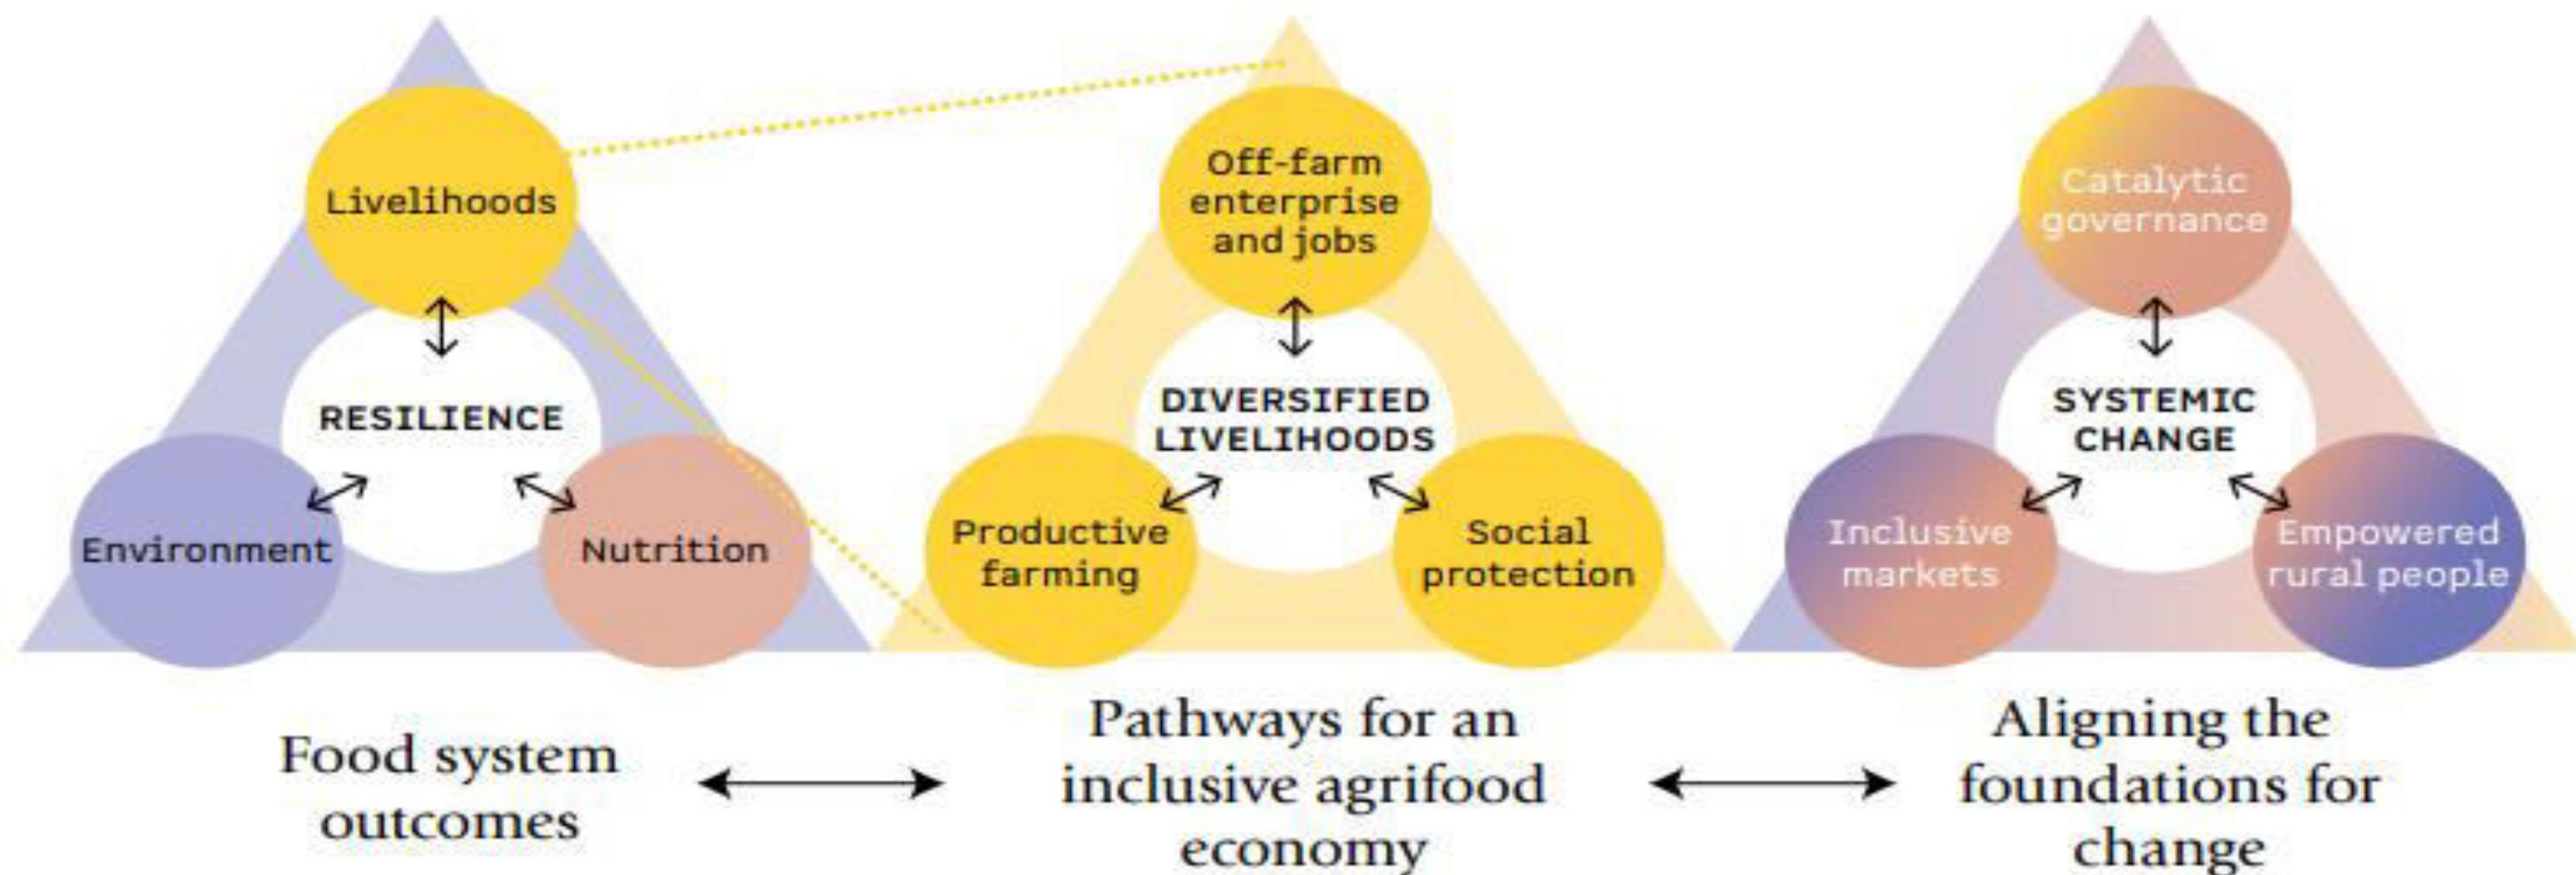 Livelihoods
RESILIENCE
Environment
Nutrition
Food system
outcomes
Off-farm
enterprise
and jobs
DIVERSIFIED
LIVELIHOODS
Productive
farming
Social
protection
Pathways for an
inclusive agrifood
economy
Catalytic
governance
SYSTEMIC
CHANGE
Inclusive
markets
Empowered
rural people
Aligning the
foundations for
change